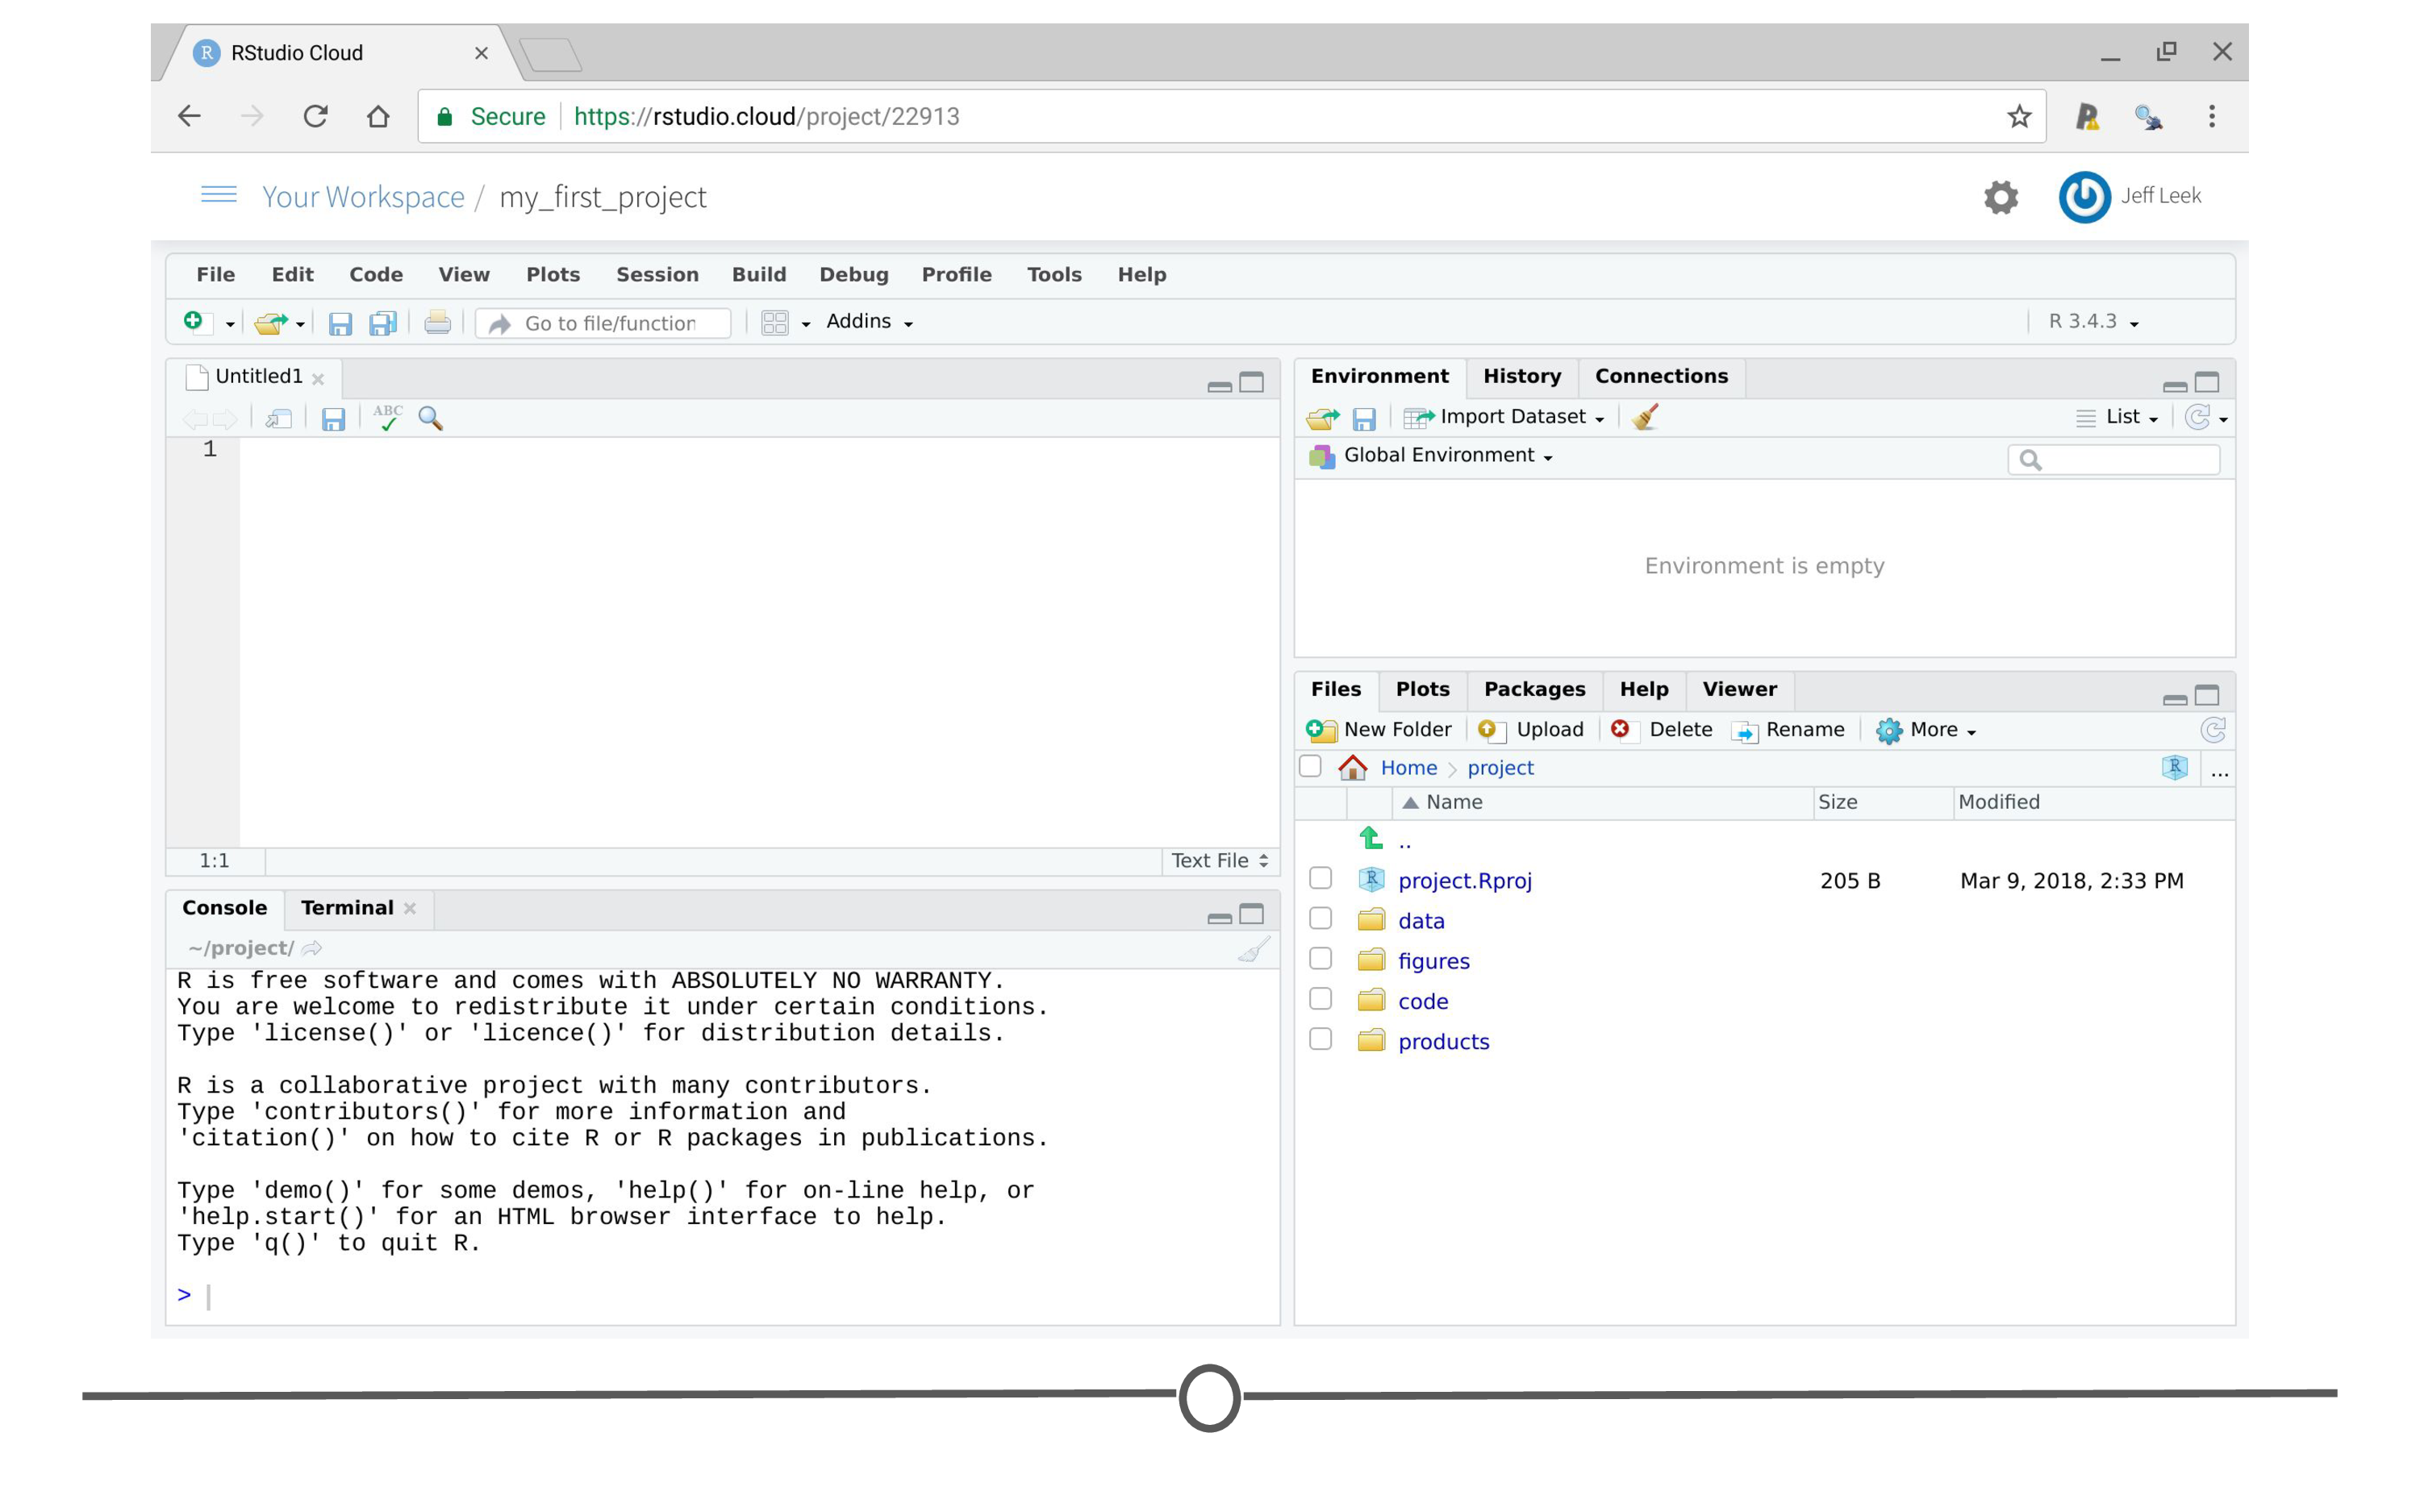 RStudio Cloud
Secure https://rstudio.cloud/project/22913
Your Workspace / my_first_project
Jeff Leek
File Edit Code View Plots Session Build Debug Profile Tools Help
Go to file/function Addins R 3.4.3
Untitled1
ABC
1
1:1 Text File
Console Terminal
~/project/
R is free software and comes with ABSOLUTELY NO WARRANTY.
You are welcome to redistribute it under certain conditions.
Type 'license()' or 'licence()' for distribution details.
R is a collaborative project with many contributors.
Type 'contributors()' for more information and
'citation()' on how to cite R or R packages in publications.
Type 'demo()' for some demos, 'help()' for on-line help, or
'help.start()' for an HTML browser interface to help.
Type 'q()' to quit R.
>
Environment History Connections
Import Dataset List
Global Environment
Environment is empty
Files Plots Packages Help Viewer
New Folder Upload Delete Rename More
Home project ...
Name Size Modified
..
project.Rproj 205 B Mar 9, 2018, 2:33 PM
data
figures
code
products